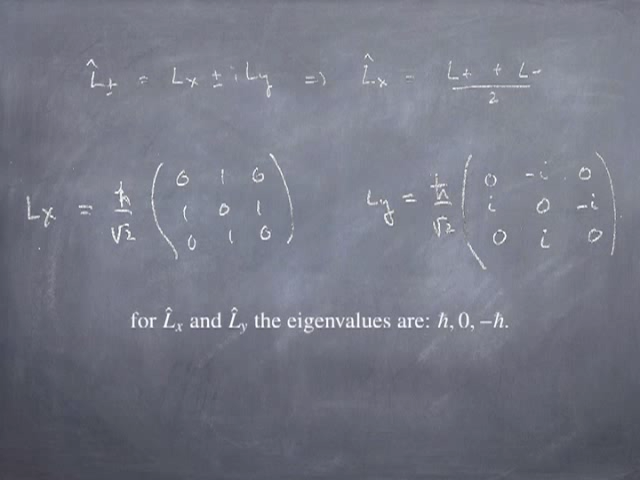 L̂± = Lx ± iLy ⇒ L̂x = (L+ + L-)/2
Lx = ħ/√2 ( 0 1 0 ; 1 0 1 ; 0 1 0 )
Ly = ħ/√2 ( 0 -i 0 ; i 0 -i ; 0 i 0 )
for L̂x and L̂y the eigenvalues are: ħ, 0, –ħ.